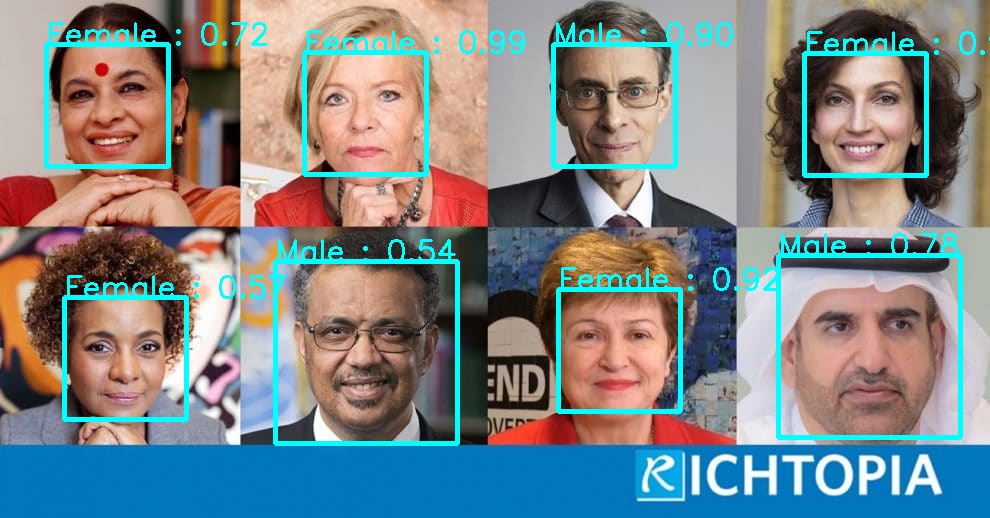 Female : 0.72
Female : 0.99
Male : 0.90
Female : 0.
Female : 0.57
Male : 0.54
Female : 0.92
Male : 0.78
END
OVER
RICHTOPIA